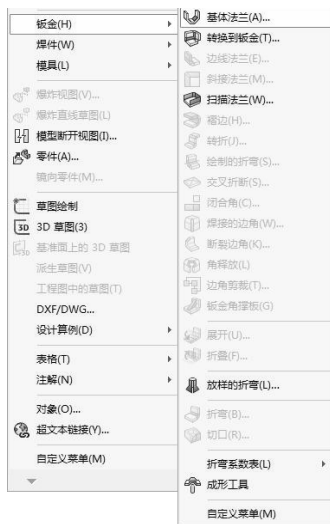 钣金(H)
焊件(W)
模具(L)
爆炸视图(V)...
爆炸直线草图(L)
模型断开视图(I)...
零件(A)...
镜向零件(M)...
草图绘制
3D 草图(3)
基准面上的 3D 草图
派生草图(V)
工程图中的草图(T)
DXF/DWG...
设计算例(D)
表格(T)
注解(N)
对象(O)...
超文本链接(Y)...
自定义菜单(M)
基体法兰(A)...
转换到钣金(T)...
边线法兰(E)...
斜接法兰(M)...
扫描法兰(W)...
褶边(H)...
转折(J)...
绘制的折弯(S)...
交叉折断(S)...
闭合角(C)...
焊接的边角(W)...
断裂边角(K)...
角释放(L)
边角剪裁(T)...
钣金角撑板(G)
展开(U)...
折叠(F)...
放样的折弯(L)...
折弯(B)...
切口(R)...
折弯系数表(L)
成形工具
自定义菜单(M)